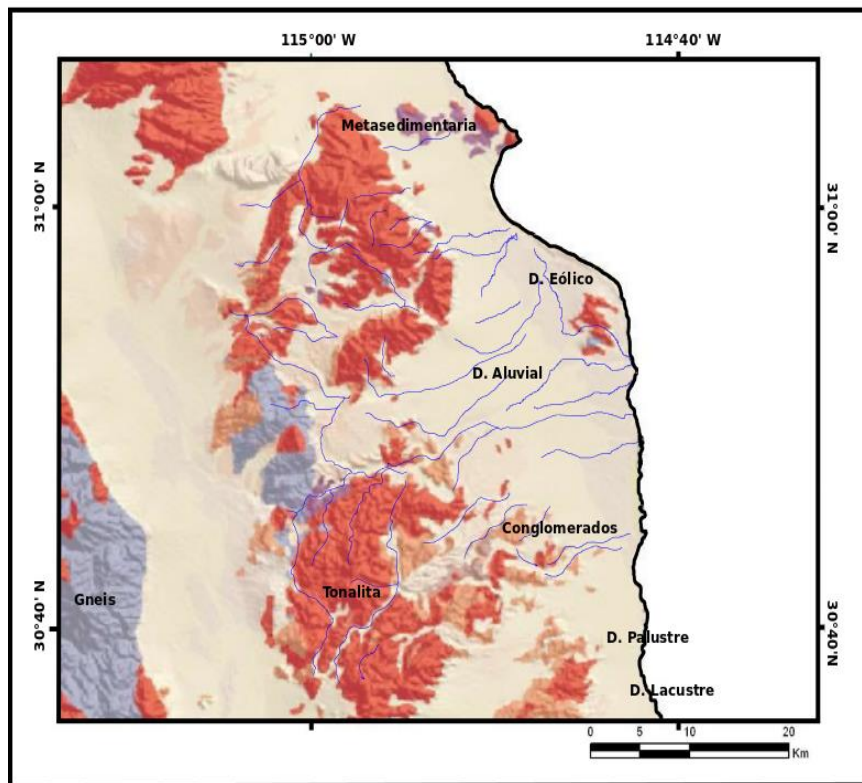 115°00' W 114°40' W
Metasedimentaria
31°00' N 31°00' N
D. Eólico
D. Aluvial
Conglomerados
Tonalita
Gneis
30°40' N 30°40'N
D. Palustre
D. Lacustre
0 5 10 20
Km